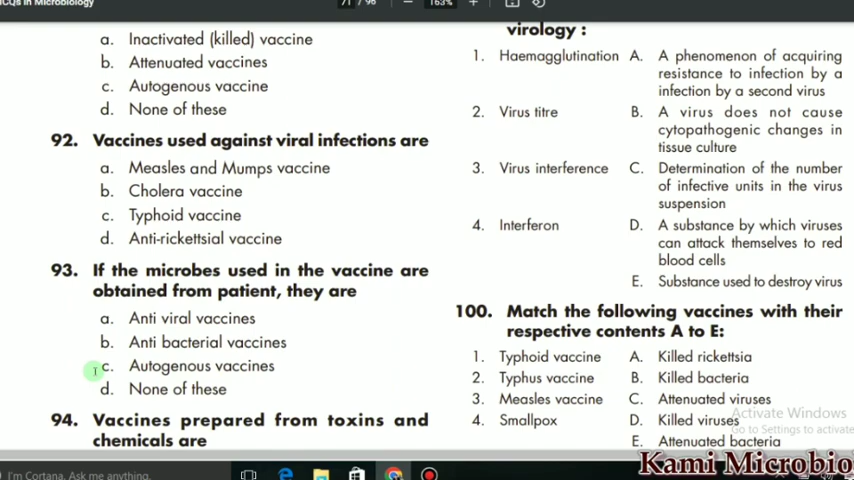 CQs in Microbiology
71 / 96
163%
a. Inactivated (killed) vaccine
b. Attenuated vaccines
c. Autogenous vaccine
d. None of these
92. Vaccines used against viral infections are
a. Measles and Mumps vaccine
b. Cholera vaccine
c. Typhoid vaccine
d. Anti-rickettsial vaccine
93. If the microbes used in the vaccine are
obtained from patient, they are
a. Anti viral vaccines
b. Anti bacterial vaccines
c. Autogenous vaccines
d. None of these
94. Vaccines prepared from toxins and
chemicals are
virology :
1. Haemagglutination A. A phenomenon of acquiring
resistance to infection by a
infection by a second virus
2. Virus titre B. A virus does not cause
cytopathogenic changes in
tissue culture
3. Virus interference C. Determination of the number
of infective units in the virus
suspension
4. Interferon D. A substance by which viruses
can attack themselves to red
blood cells
E. Substance used to destroy virus
100. Match the following vaccines with their
respective contents A to E:
1. Typhoid vaccine A. Killed rickettsia
2. Typhus vaccine B. Killed bacteria
3. Measles vaccine C. Attenuated viruses
4. Smallpox D. Killed viruses
E. Attenuated bacteria
Activate Windows
Go to Settings to activate
I'm Cortana. Ask me anything.
Kami Microbio